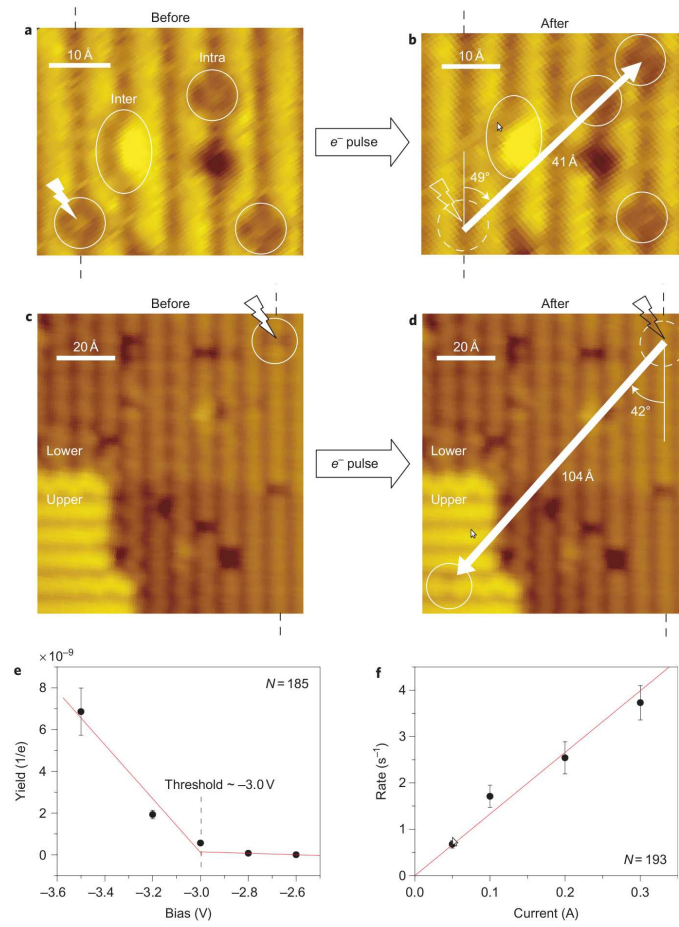 Before
After
a
b
10 Å
Intra
Inter
10 Å
e⁻ pulse
49°
41 Å
Before
After
c
d
20 Å
20 Å
42°
Lower
Upper
e⁻ pulse
Lower
Upper
104 Å
e
f
× 10⁻⁹
N = 185
Yield (1/e)
8
6
4
2
0
Threshold ~ –3.0 V
–3.6
–3.4
–3.2
–3.0
–2.8
–2.6
Bias (V)
Rate (s⁻¹)
4
3
2
1
0
N = 193
0.0
0.1
0.2
0.3
Current (A)